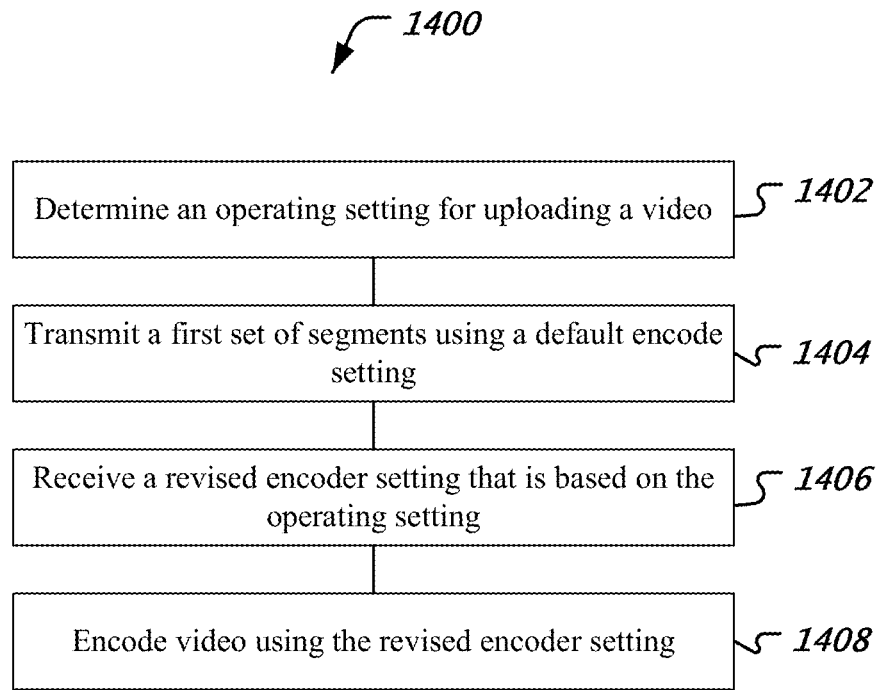 1400
Determine an operating setting for uploading a video
1402
Transmit a first set of segments using a default encode
setting
1404
Receive a revised encoder setting that is based on the
operating setting
1406
Encode video using the revised encoder setting
1408